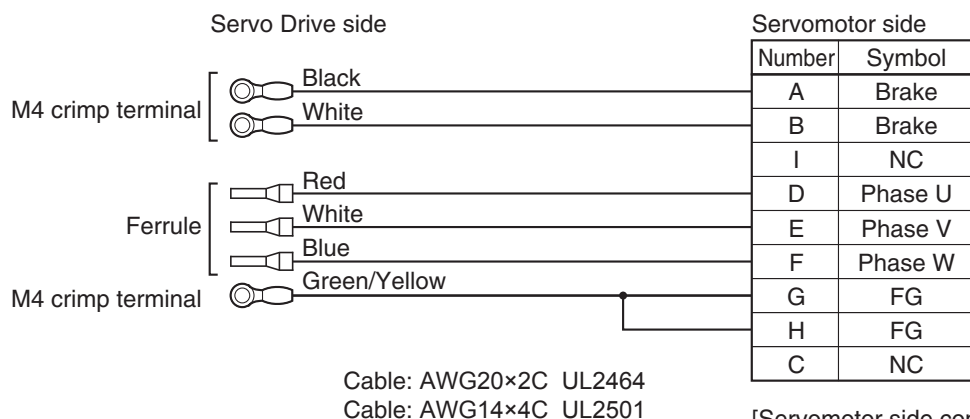 Servo Drive side
Servomotor side
Number Symbol
M4 crimp terminal
Black
A Brake
White
B Brake
I NC
Ferrule
Red
D Phase U
White
E Phase V
Blue
F Phase W
M4 crimp terminal
Green/Yellow
G FG
H FG
C NC
Cable: AWG20×2C UL2464
Cable: AWG14×4C UL2501
[Servomotor side